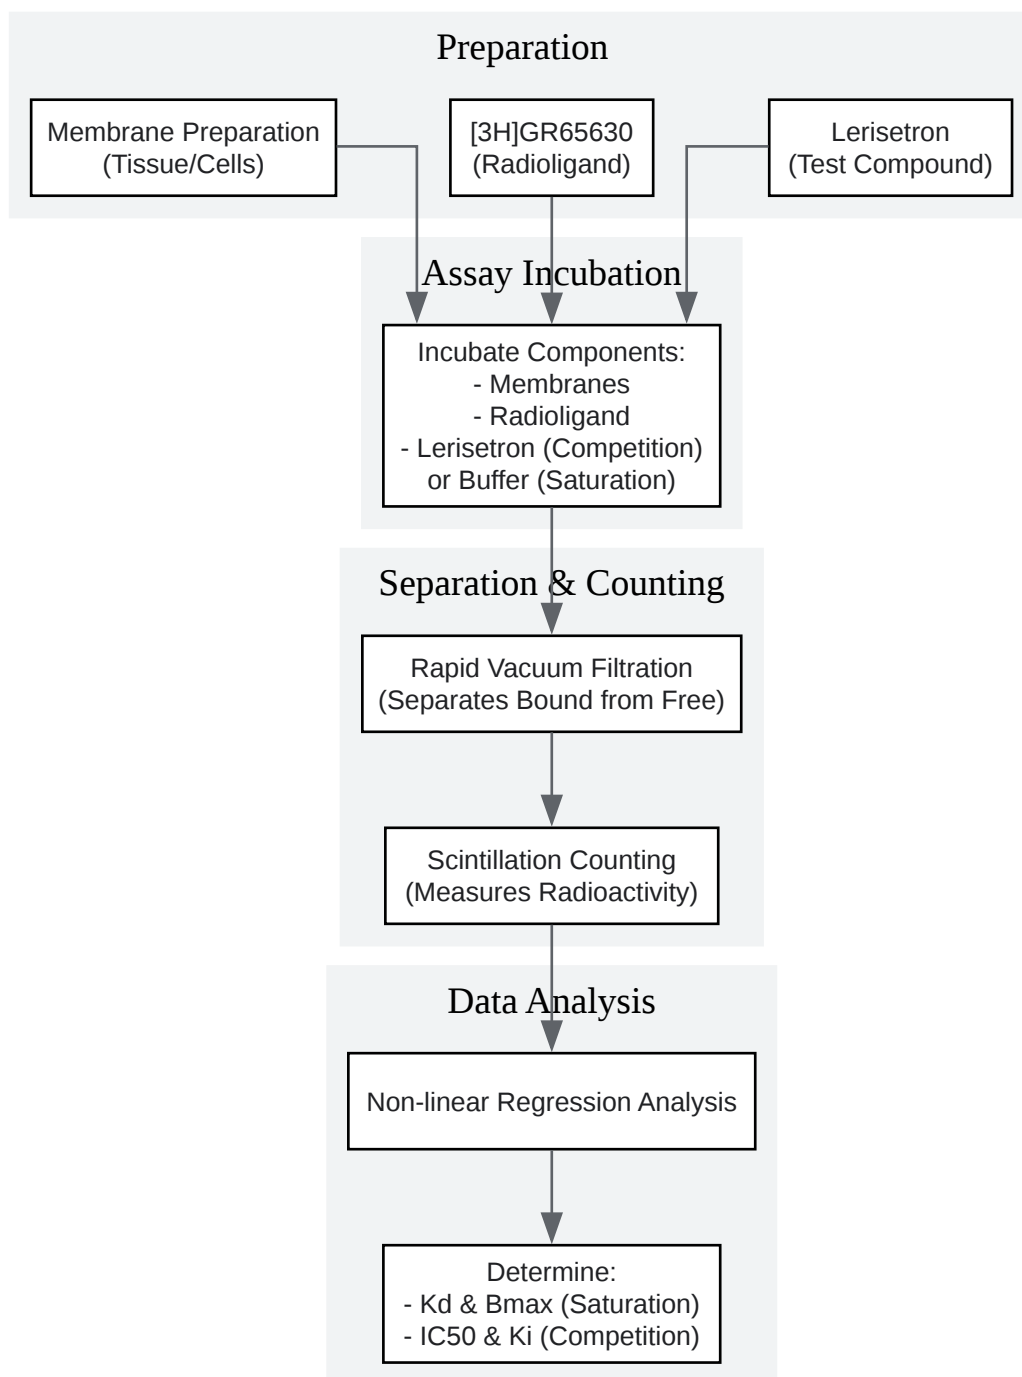 Preparation
Membrane Preparation
(Tissue/Cells)
[3H]GR65630
(Radioligand)
Lerisetron
(Test Compound)
Assay Incubation
Incubate Components:
- Membranes
- Radioligand
- Lerisetron (Competition)
or Buffer (Saturation)
Separation & Counting
Rapid Vacuum Filtration
(Separates Bound from Free)
Scintillation Counting
(Measures Radioactivity)
Data Analysis
Non-linear Regression Analysis
Determine:
- Kd & Bmax (Saturation)
- IC50 & Ki (Competition)